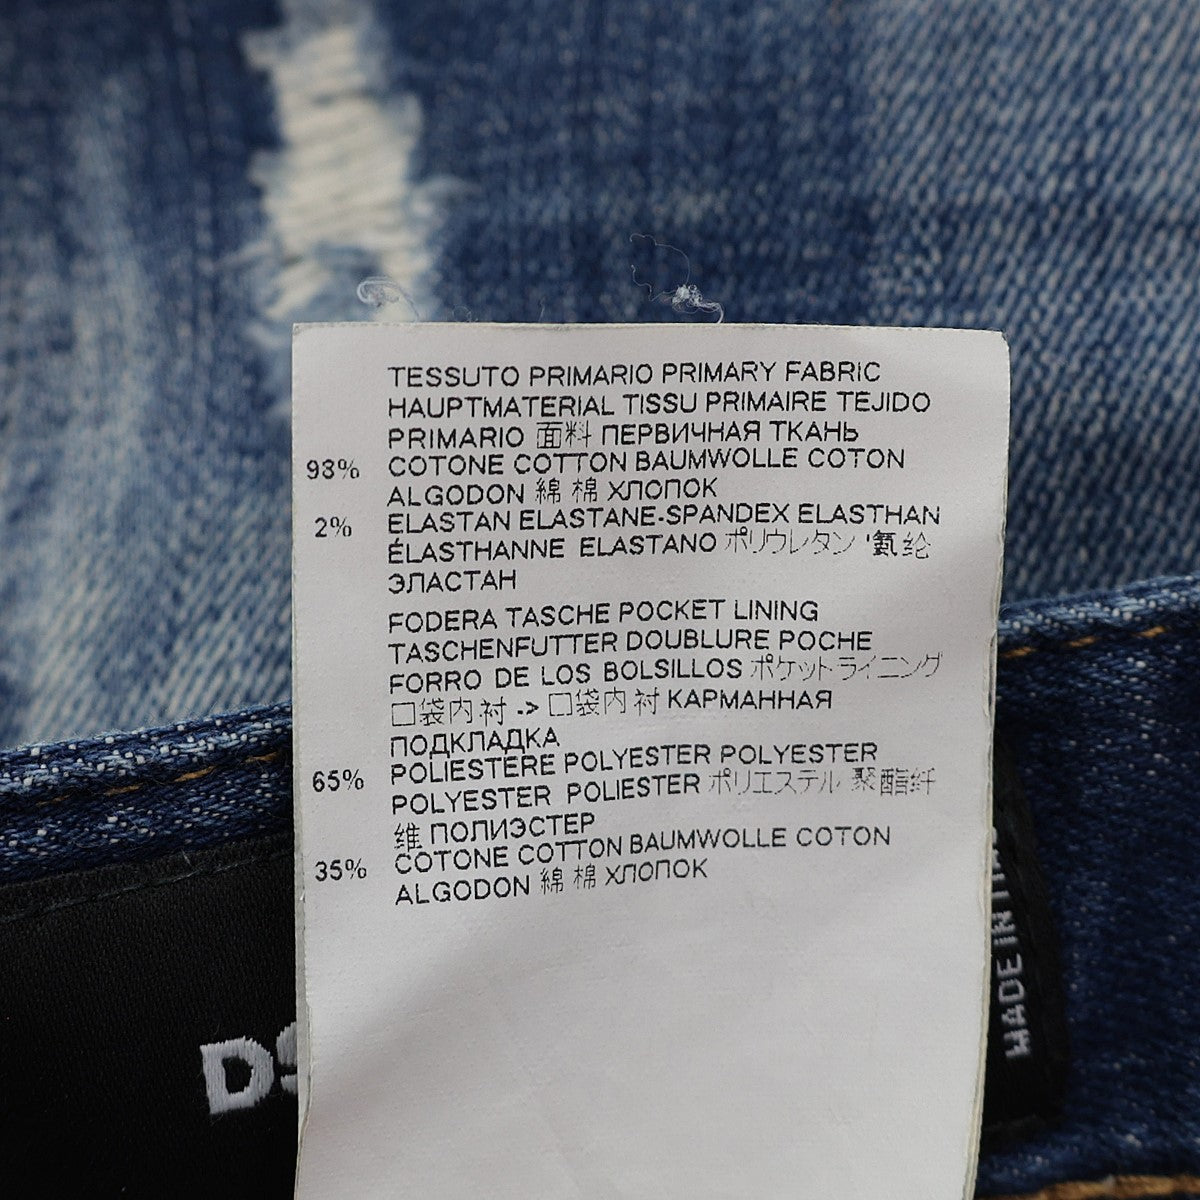 TESSUTO PRIMARIO PRIMARY FABRIC
HAUPTMATERIAL TISSU PRIMAIRE TEJIDO
PRIMARIO 面料 ПЕРВИЧНАЯ ТКАНЬ
98% COTONE COTTON BAUMWOLLE COTON
ALGODON 綿 棉 ХЛОПОК
2% ELASTAN ELASTANE-SPANDEX ELASTHAN
ÉLASTHANNE ELASTANO ポリウレタン '氨纶
ЭЛАСТАН
FODERA TASCHE POCKET LINING
TASCHENFUTTER DOUBLURE POCHE
FORRO DE LOS BOLSILLOS ポケットライニング
口袋内衬 -> 口袋内衬 КАРМАННАЯ
ПОДКЛАДКА
65% POLIESTERE POLYESTER POLYESTER
POLYESTER POLIESTER ポリエステル 聚酯纤
维 ПОЛИЭСТЕР
35% COTONE COTTON BAUMWOLLE COTON
ALGODON 綿 棉 ХЛОПОК
MADE IN
DS